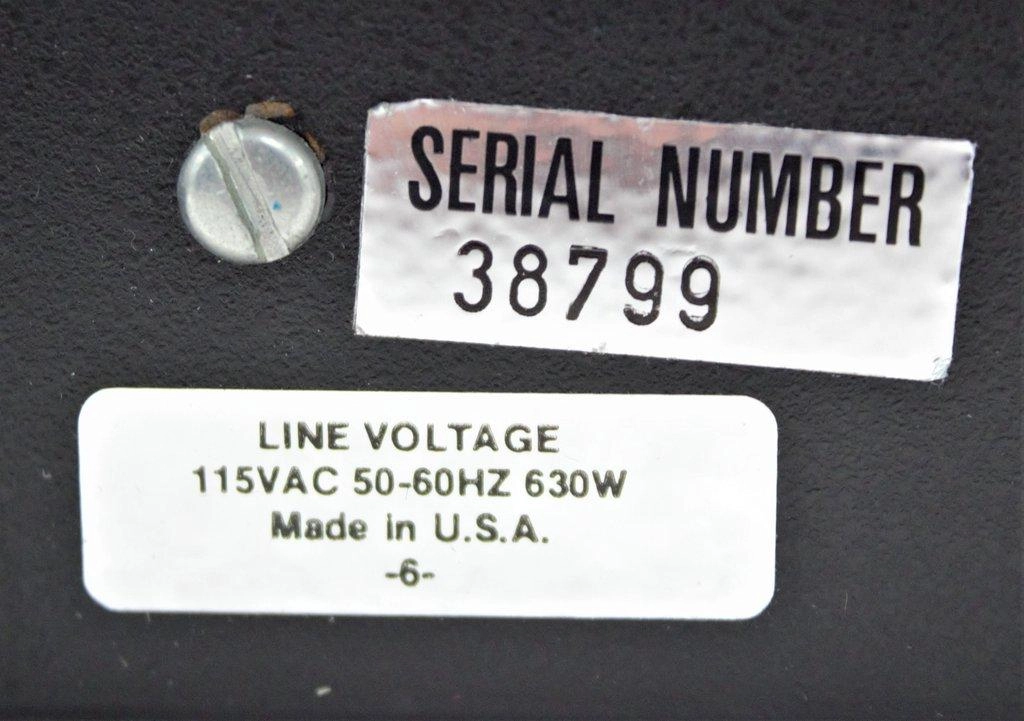 SERIAL NUMBER
38799
LINE VOLTAGE
115VAC 50-60HZ 630W
Made in U.S.A.
-6-